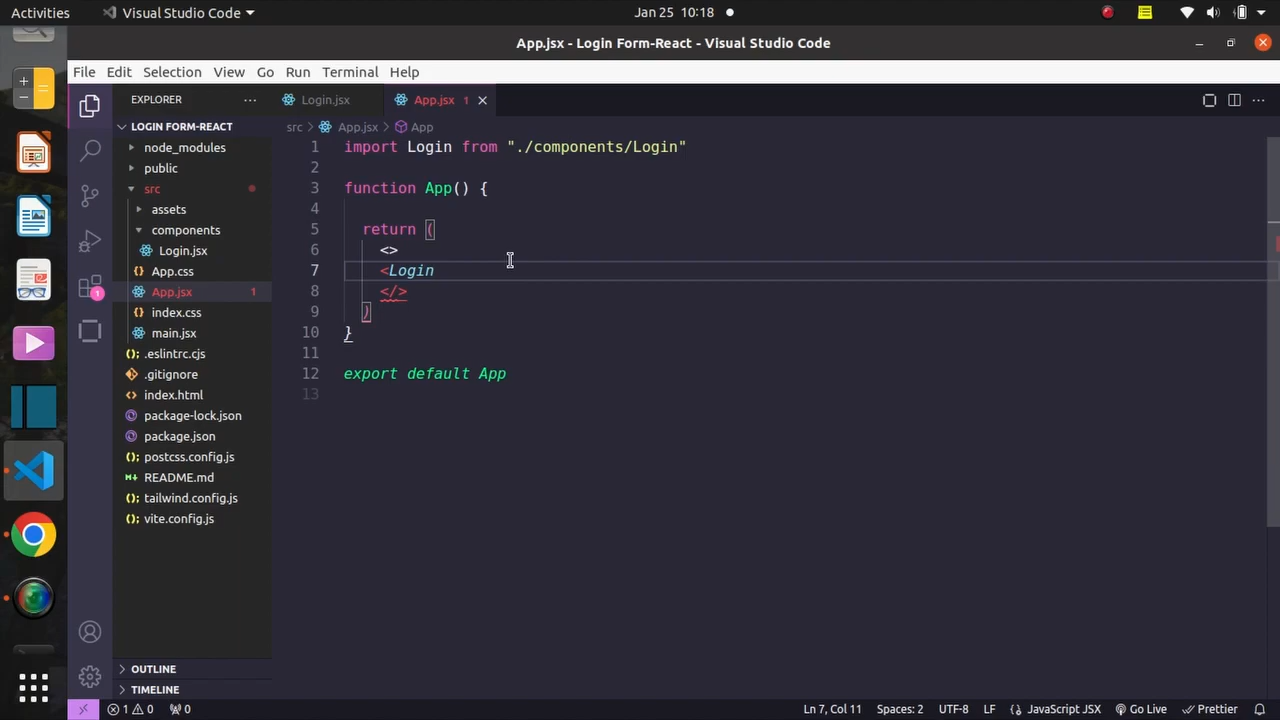 Activities
Visual Studio Code
Jan 25 10:18
App.jsx - Login Form-React - Visual Studio Code
File Edit Selection View Go Run Terminal Help
EXPLORER
Login.jsx
App.jsx 1
LOGIN FORM-REACT
src App.jsx App
node_modules
public
src
assets
components
Login.jsx
App.css
App.jsx 1
index.css
main.jsx
.eslintrc.cjs
.gitignore
index.html
package-lock.json
package.json
postcss.config.js
README.md
tailwind.config.js
vite.config.js
OUTLINE
TIMELINE
1 import Login from "./components/Login"
2
3 function App() {
4
5 return (
6 <>
7 <Login
8 </>
9 )
10 }
11
12 export default App
13
1
1 0 0
Ln 7, Col 11 Spaces: 2 UTF-8 LF {} JavaScript JSX Go Live Prettier